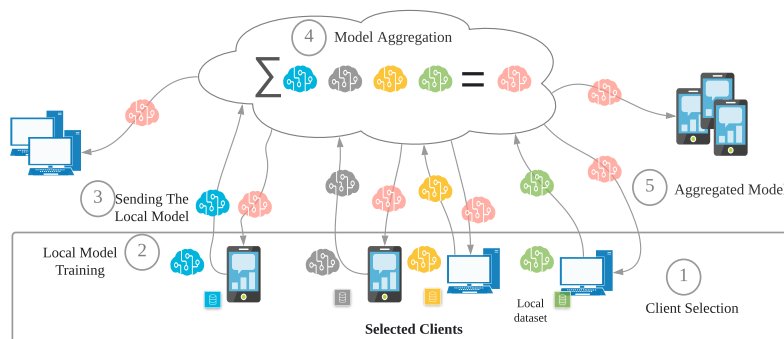 4 Model Aggregation
∑ =
3 Sending The
Local Model
5 Aggregated Mode
Local Model
Training
2
1
Client Selection
Local
dataset
Selected Clients